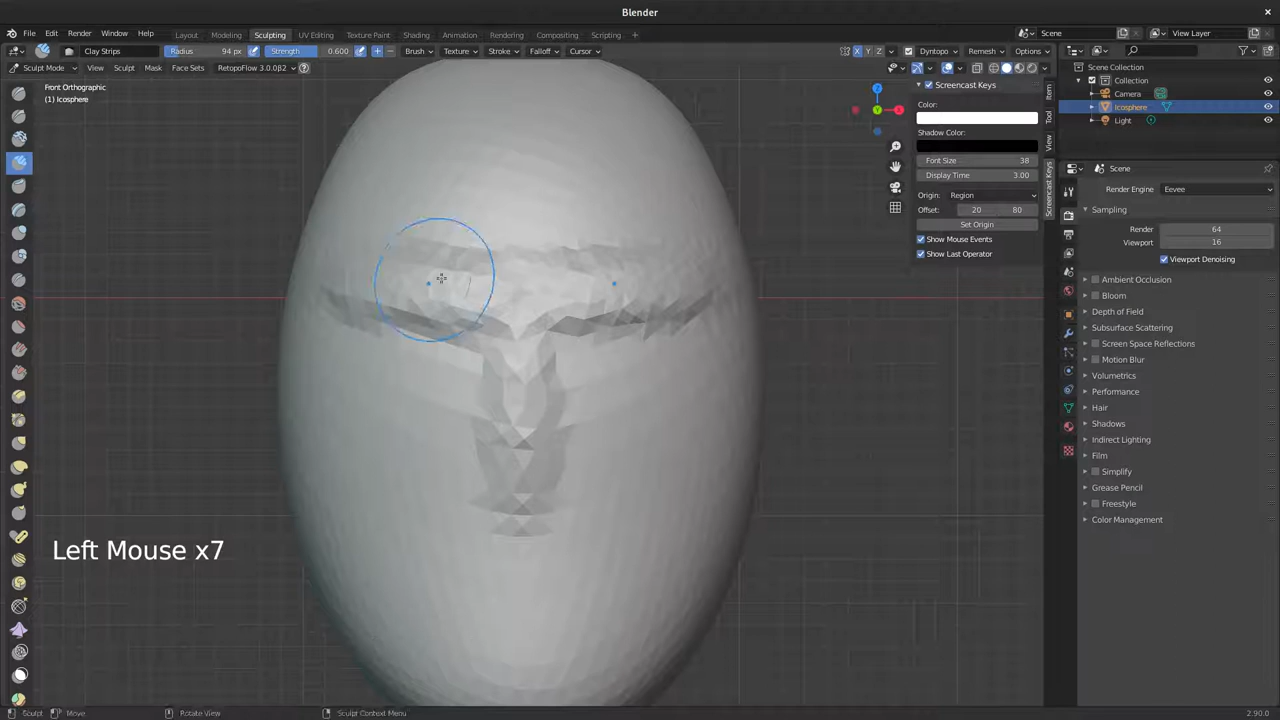 Blender
File Edit Render Window Help Layout Modeling Sculpting UV Editing Texture Paint Shading Animation Rendering Compositing Scripting + Scene View Layer
Clay Strips Radius 94 px Strength 0.600 Brush Texture Stroke Falloff Cursor X Y Z Dyntopo Remesh Options
Sculpt Mode View Sculpt Mask Face Sets RetopoFlow 3.0.0β2
Front Orthographic
(1) Icosphere
Screencast Keys
Color:
Shadow Color:
Font Size 38
Display Time 3.00
Origin: Region
Offset: 20 80
Set Origin
Show Mouse Events
Show Last Operator
Item
Tool
View
Screencast Keys
Z
Y
X
Scene Collection
Collection
Camera
Icosphere
Light
Scene
Render Engine Eevee
Sampling
Render 64
Viewport 16
Viewport Denoising
Ambient Occlusion
Bloom
Depth of Field
Subsurface Scattering
Screen Space Reflections
Motion Blur
Volumetrics
Performance
Hair
Shadows
Indirect Lighting
Film
Simplify
Grease Pencil
Freestyle
Color Management
Left Mouse x7
Sculpt Move Rotate View Sculpt Context Menu 2.90.0